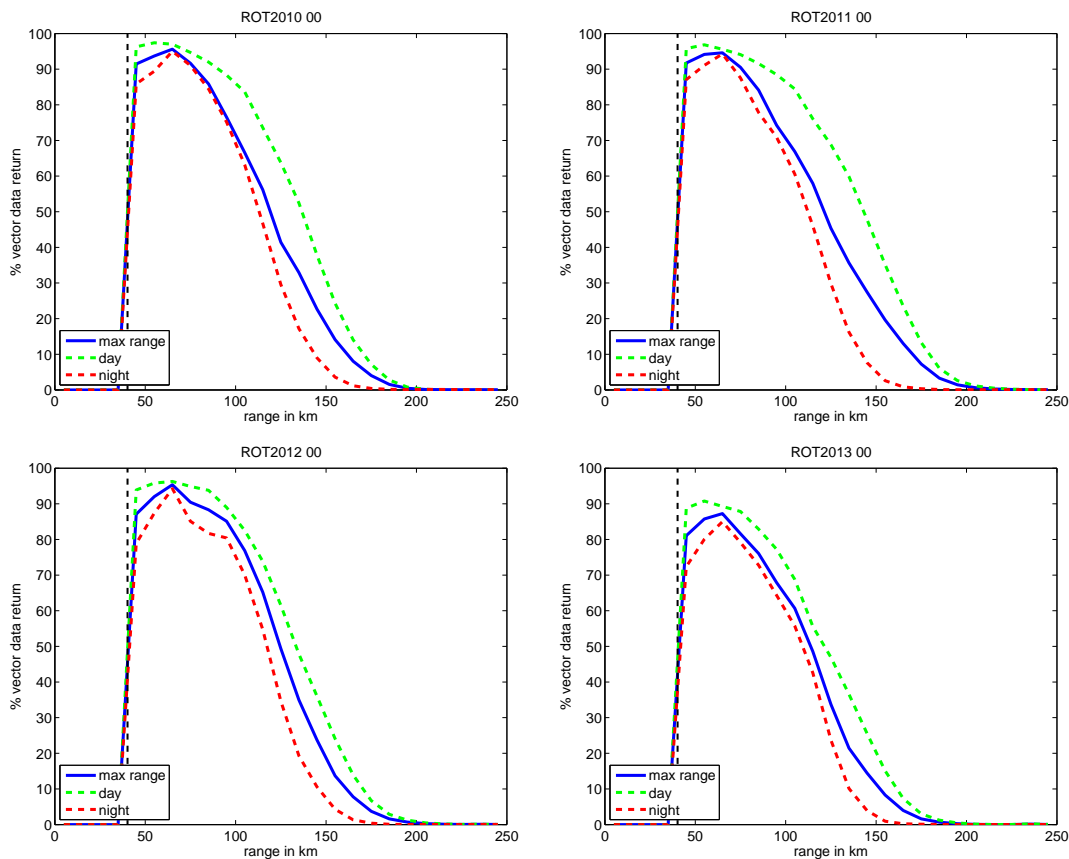 ROT2010 00
100
90
80
70
60
50
40
30
20
10
0
% vector data return
max range
day
night
0 50 100 150 200 250
range in km
ROT2011 00
100
90
80
70
60
50
40
30
20
10
0
% vector data return
max range
day
night
0 50 100 150 200 250
range in km
ROT2012 00
100
90
80
70
60
50
40
30
20
10
0
% vector data return
max range
day
night
0 50 100 150 200 250
range in km
ROT2013 00
100
90
80
70
60
50
40
30
20
10
0
% vector data return
max range
day
night
0 50 100 150 200 250
range in km